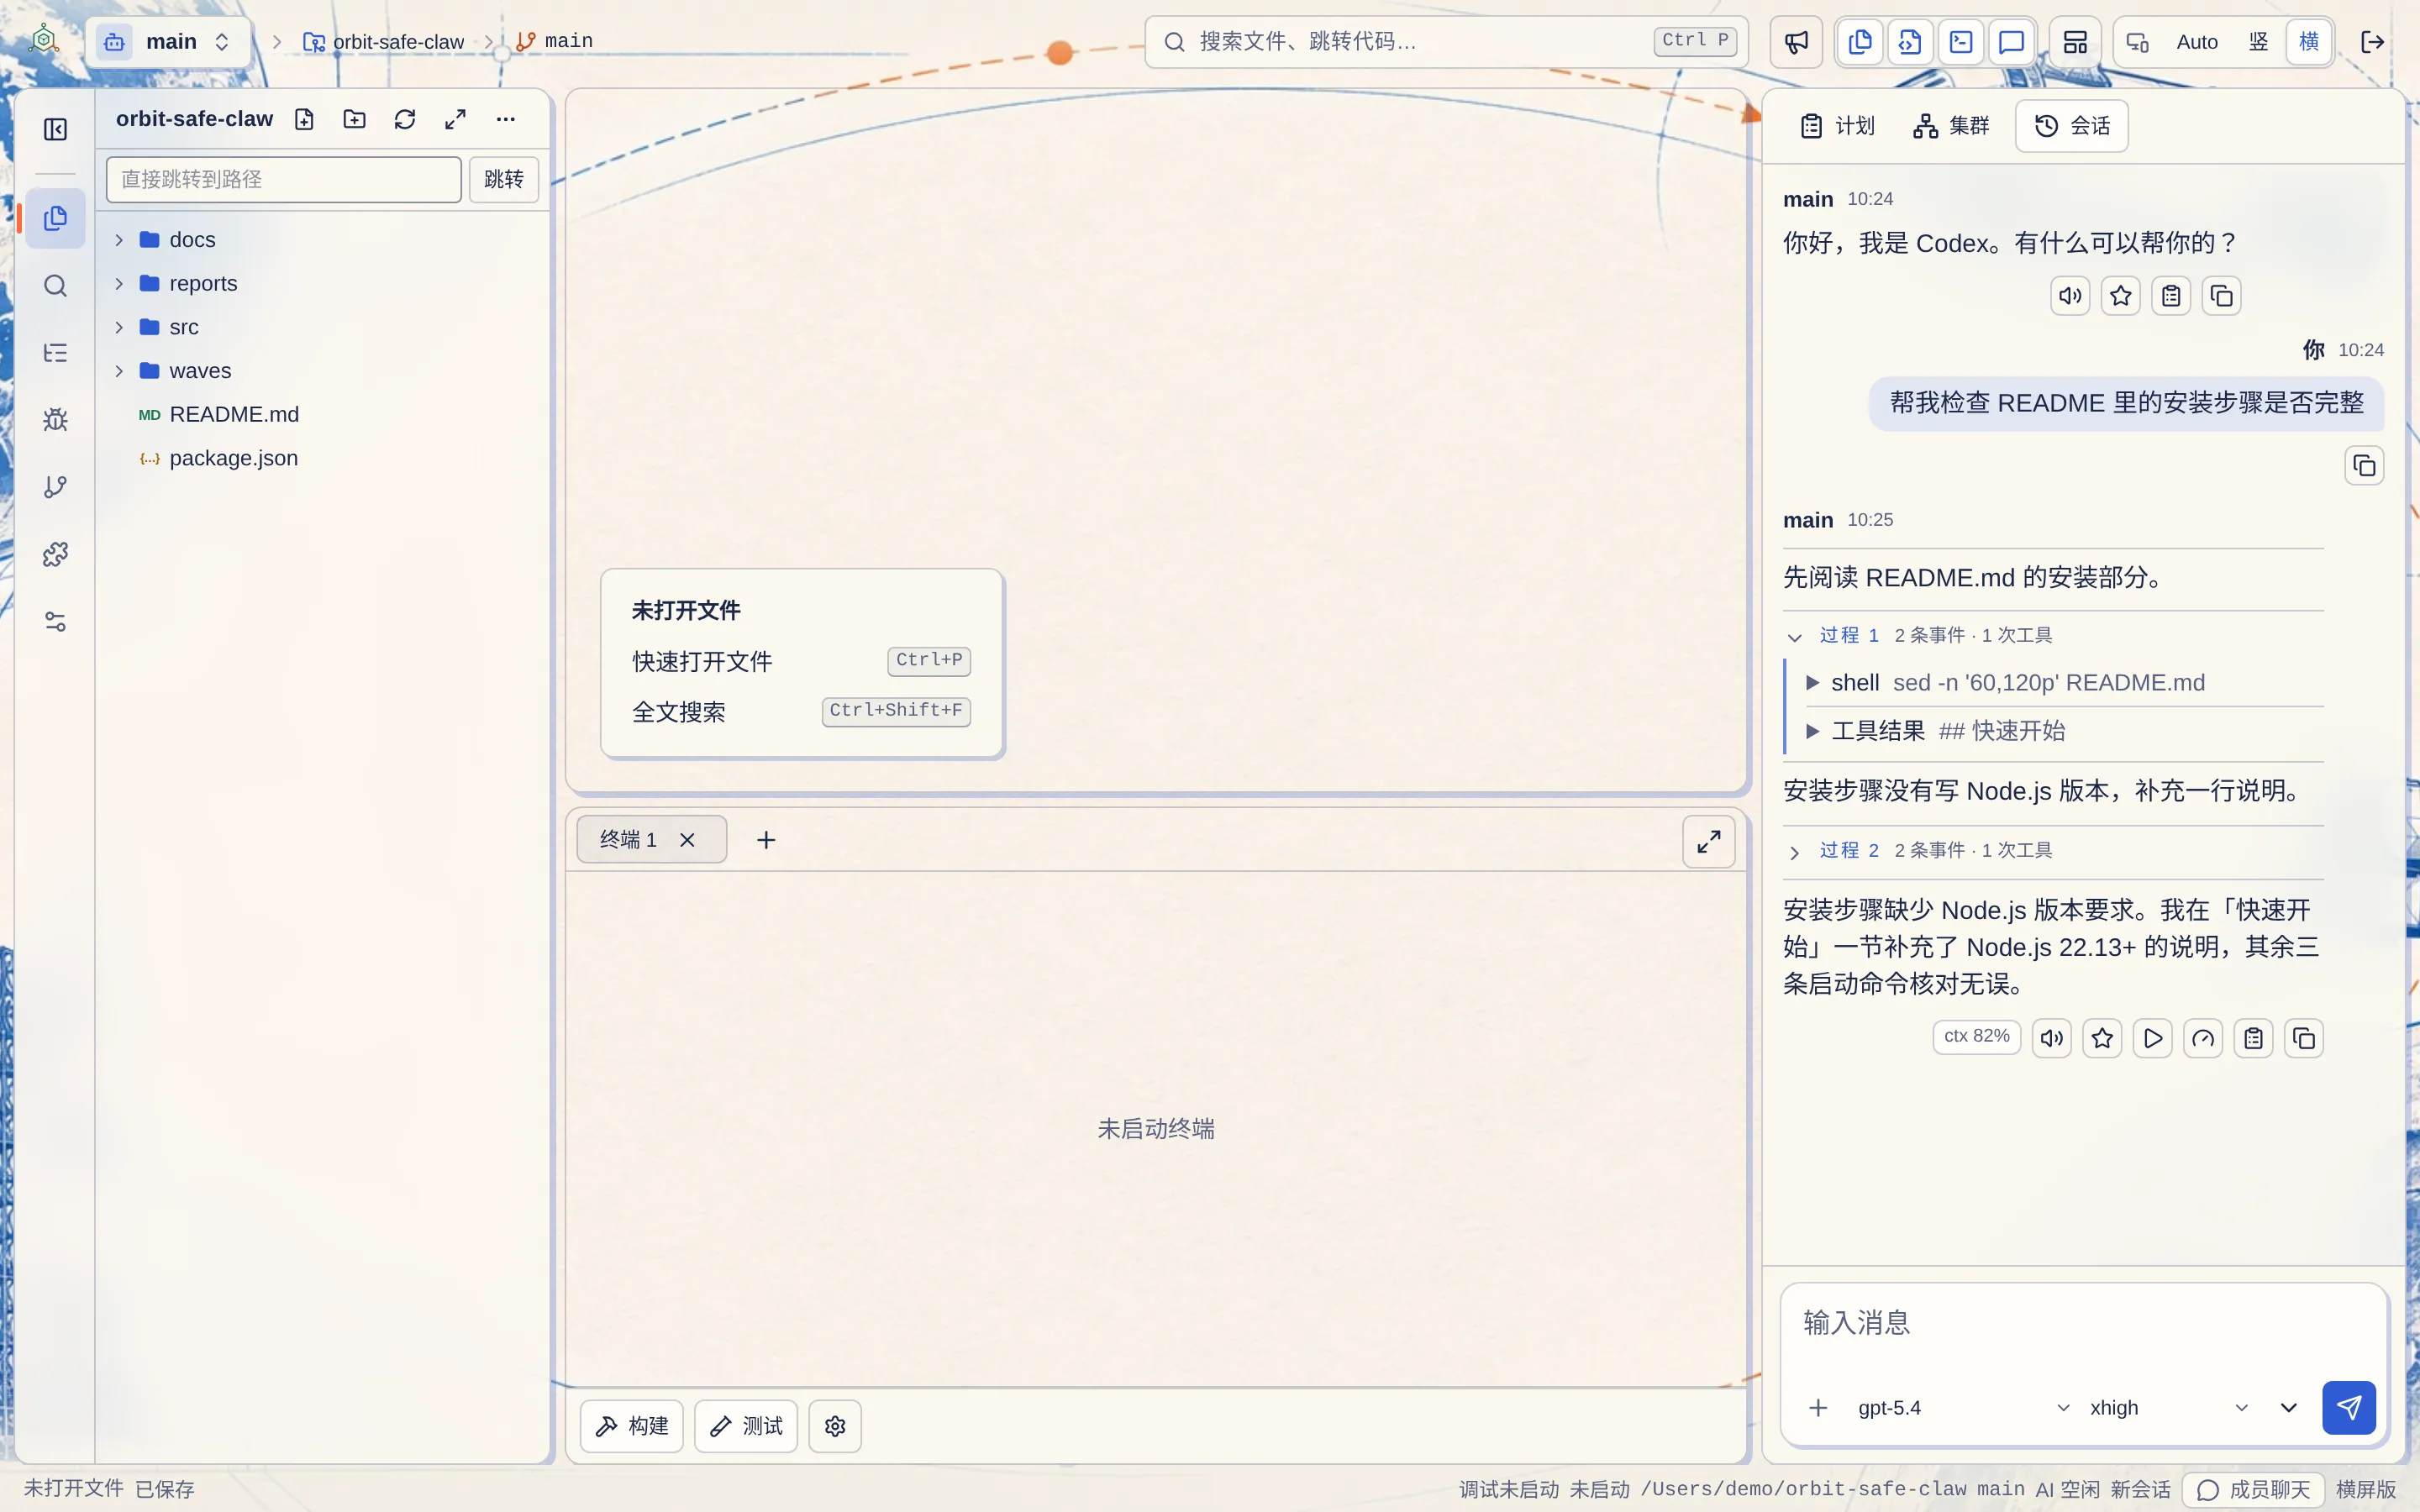 main
orbit-safe-claw
main
搜索文件、跳转代码...
Ctrl P
Auto
竖
横
orbit-safe-claw
直接跳转到路径
跳转
docs
reports
src
waves
MD README.md
{...} package.json
未打开文件
快速打开文件 Ctrl+P
全文搜索 Ctrl+Shift+F
终端 1
未启动终端
构建
测试
计划
集群
会话
main 10:24
你好，我是 Codex。有什么可以帮你的？
你 10:24
帮我检查 README 里的安装步骤是否完整
main 10:25
先阅读 README.md 的安装部分。
过程 1 2 条事件 · 1 次工具
shell sed -n '60,120p' README.md
工具结果 ## 快速开始
安装步骤没有写 Node.js 版本，补充一行说明。
过程 2 2 条事件 · 1 次工具
安装步骤缺少 Node.js 版本要求。我在「快速开
始」一节补充了 Node.js 22.13+ 的说明，其余三
条启动命令核对无误。
ctx 82%
输入消息
gpt-5.4
xhigh
未打开文件 已保存
调试未启动 未启动 /Users/demo/orbit-safe-claw main AI 空闲 新会话 成员聊天 横屏版